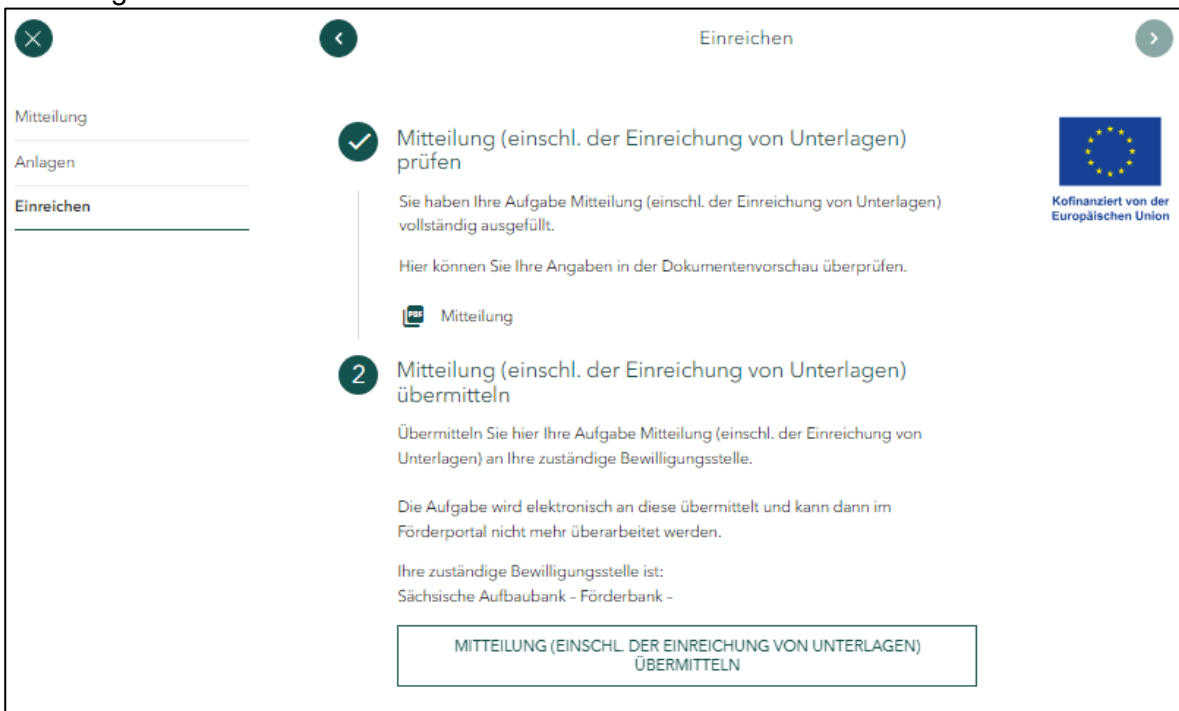 Einreichen
Mitteilung
Anlagen
Einreichen
Mitteilung (einschl. der Einreichung von Unterlagen)
prüfen
Sie haben Ihre Aufgabe Mitteilung (einschl. der Einreichung von Unterlagen)
vollständig ausgefüllt.
Hier können Sie Ihre Angaben in der Dokumentenvorschau überprüfen.
PDF Mitteilung
Kofinanziert von der
Europäischen Union
2 Mitteilung (einschl. der Einreichung von Unterlagen)
übermitteln
Übermitteln Sie hier Ihre Aufgabe Mitteilung (einschl. der Einreichung von
Unterlagen) an Ihre zuständige Bewilligungsstelle.
Die Aufgabe wird elektronisch an diese übermittelt und kann dann im
Förderportal nicht mehr überarbeitet werden.
Ihre zuständige Bewilligungsstelle ist:
Sächsische Aufbaubank - Förderbank -
MITTEILUNG (EINSCHL. DER EINREICHUNG VON UNTERLAGEN)
ÜBERMITTELN